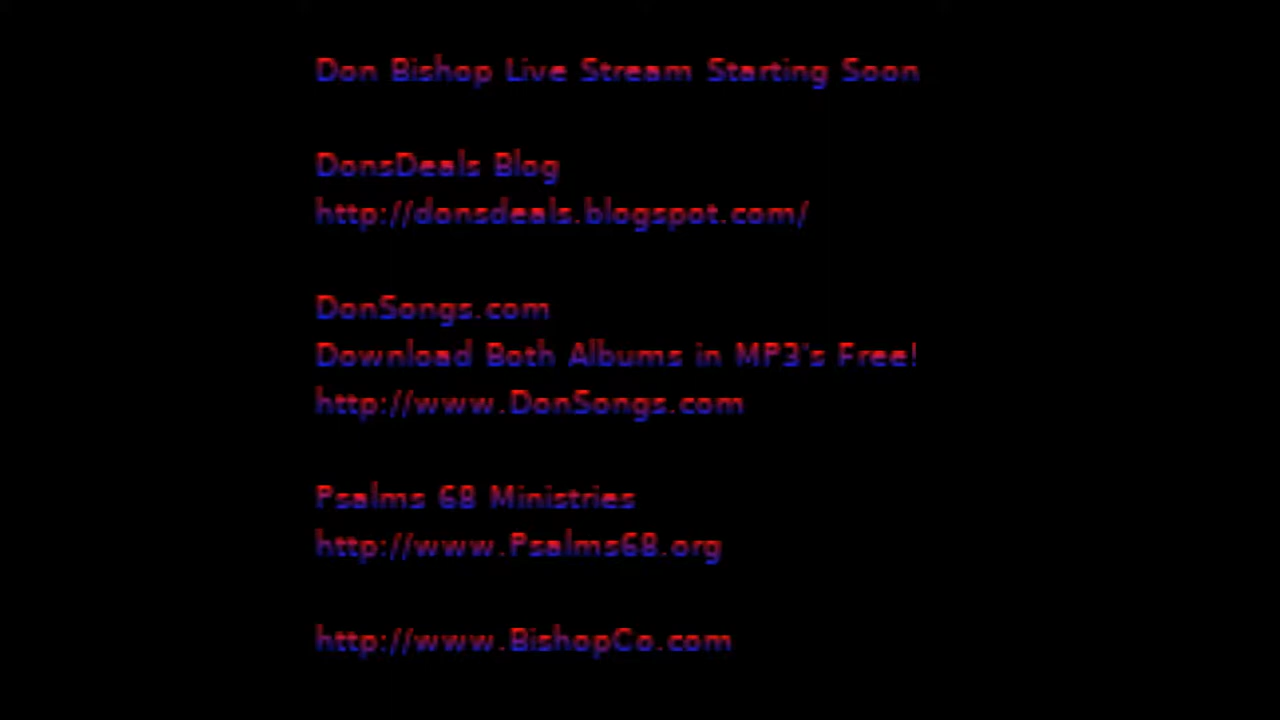 Don Bishop Live Stream Starting Soon
DonsDeals Blog
http://donsdeals.blogspot.com/
DonSongs.com
Download Both Albums in MP3's Free!
http://www.DonSongs.com
Psalms 68 Ministries
http://www.Psalms68.org
http://www.BishopCo.com